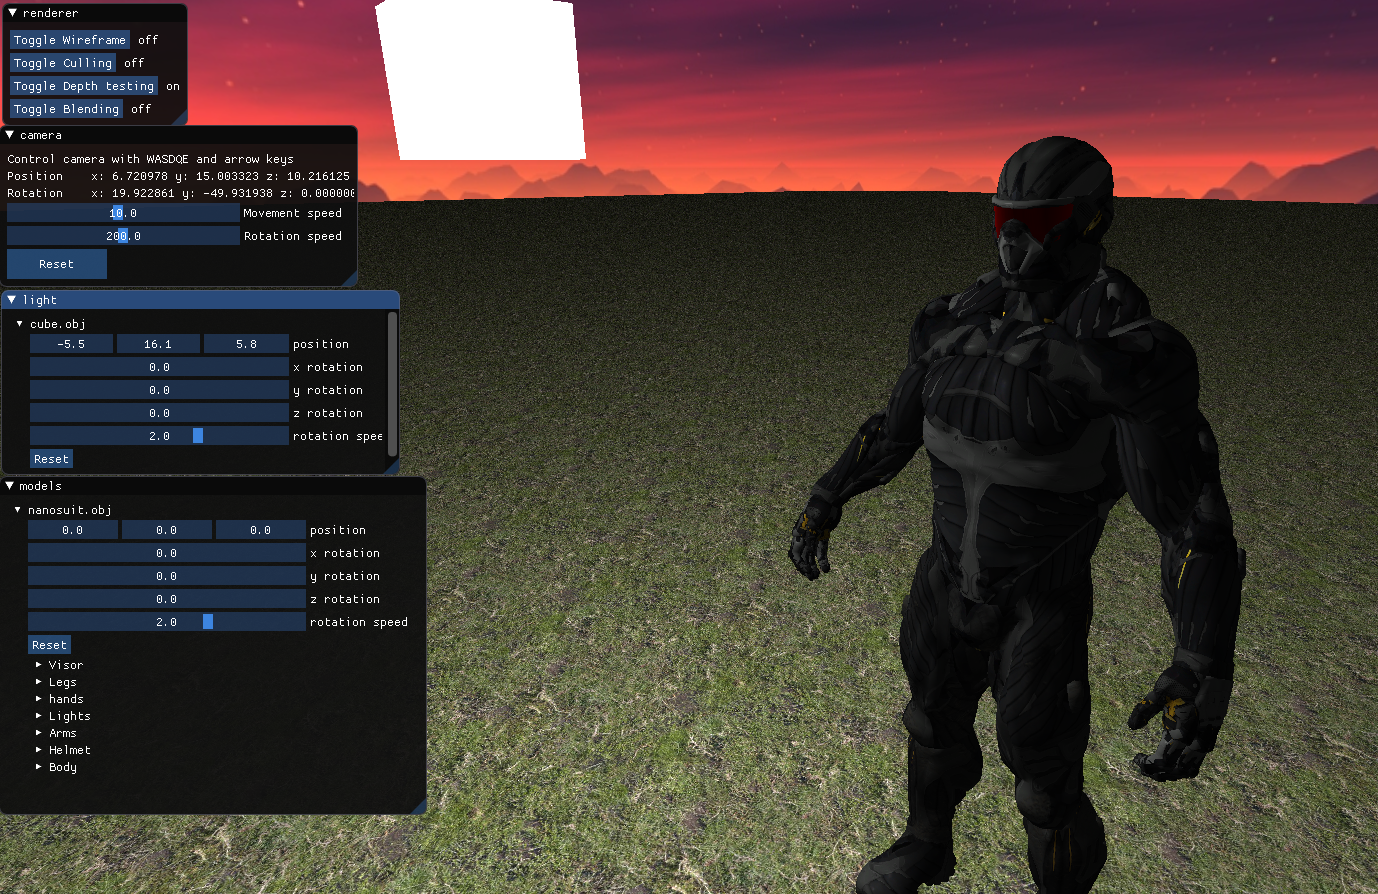 renderer
Toggle Wireframe off
Toggle Culling off
Toggle Depth testing on
Toggle Blending off
camera
Control camera with WASDQE and arrow keys
Position x: 6.720978 y: 15.003323 z: 10.216125
Rotation x: 19.922861 y: -49.931938 z: 0.000000
10.0 Movement speed
200.0 Rotation speed
Reset
light
cube.obj
-5.5 16.1 5.8 position
0.0 x rotation
0.0 y rotation
0.0 z rotation
2.0 rotation spee
Reset
models
nanosuit.obj
0.0 0.0 0.0 position
0.0 x rotation
0.0 y rotation
0.0 z rotation
2.0 rotation speed
Reset
Visor
Legs
hands
Lights
Arms
Helmet
Body